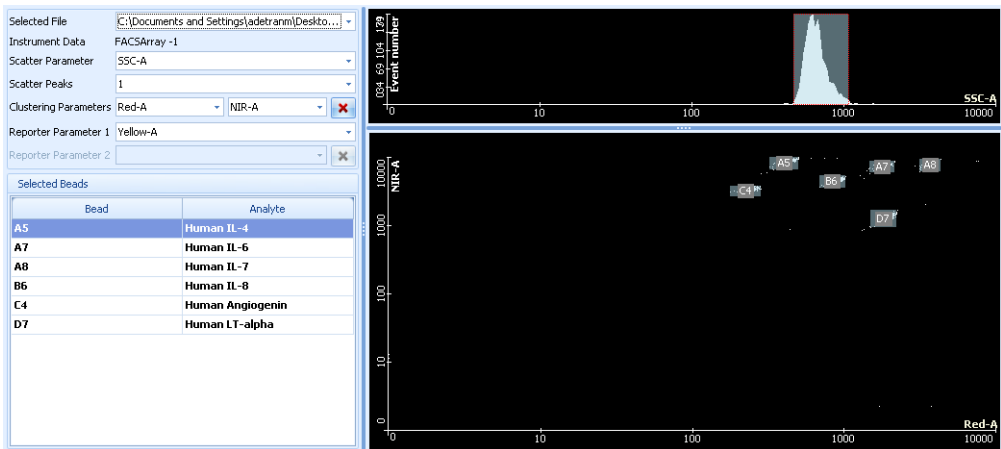 Selected File C:\Documents and Settings\adetranm\Deskto...
Instrument Data FACSArray -1
Scatter Parameter SSC-A
Scatter Peaks 1
Clustering Parameters Red-A NIR-A
Reporter Parameter 1 Yellow-A
Reporter Parameter 2
Selected Beads
Bead Analyte
A5 Human IL-4
A7 Human IL-6
A8 Human IL-7
B6 Human IL-8
C4 Human Angiogenin
D7 Human LT-alpha
Event number
034 69 104 139
SSC-A
0 10 100 1000 10000
NIR-A
10000
1000
100
10
0
A5
A7
A8
B6
C4
D7
Red-A
0 10 100 1000 10000